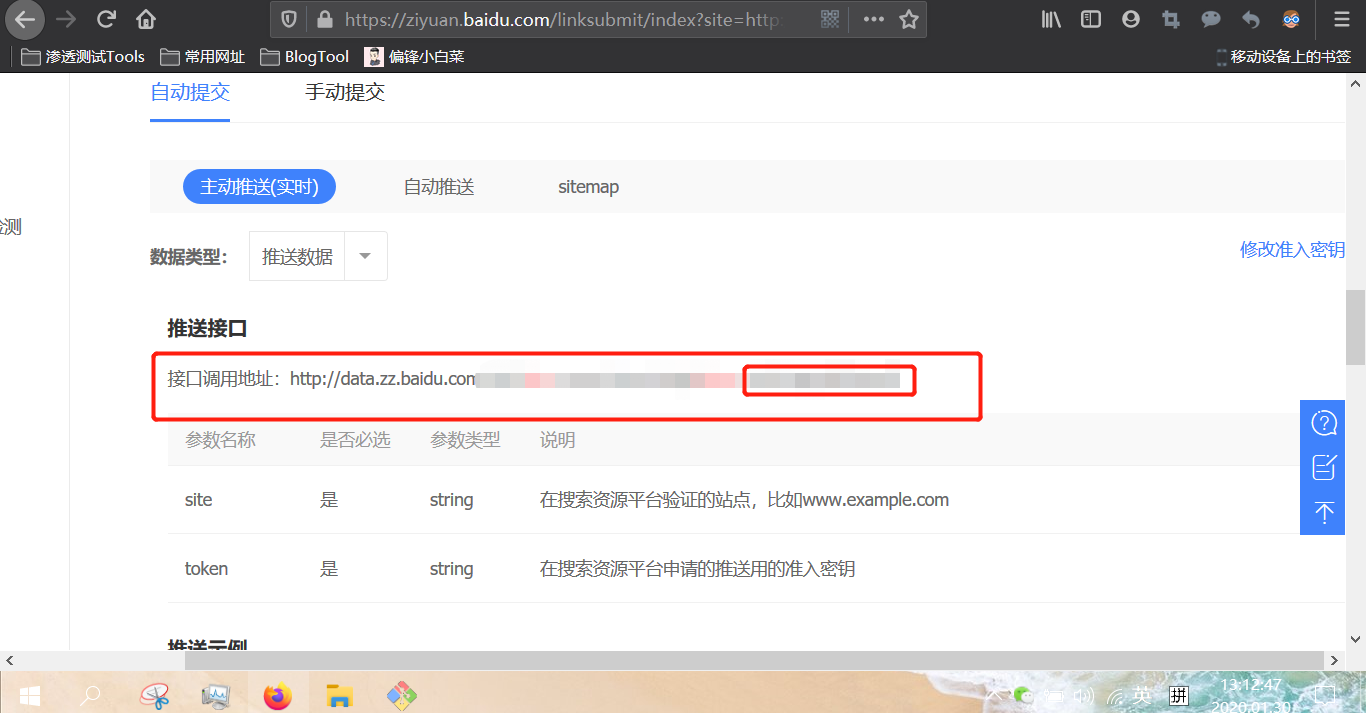 https://ziyuan.baidu.com/linksubmit/index?site=http
渗透测试Tools 常用网址 BlogTool 偏锋小白菜 移动设备上的书签
自动提交 手动提交
主动推送(实时) 自动推送 sitemap
测
数据类型： 推送数据 修改准入密钥
推送接口
接口调用地址：http://data.zz.baidu.com
参数名称 是否必选 参数类型 说明
site 是 string 在搜索资源平台验证的站点，比如www.example.com
token 是 string 在搜索资源平台申请的推送用的准入密钥
推送示例
英 拼 13:12:47
2020.01.30